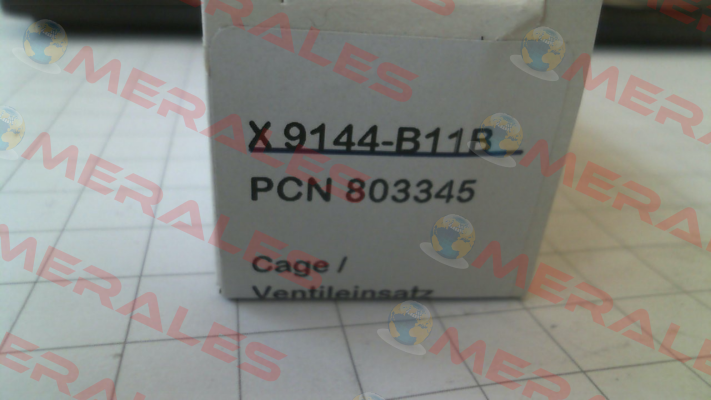 X 9144-B11B
PCN 803345
Cage /
Ventileinsatz
MERALES
MERALES
MERALES
MERALES
MERALES
MERALES